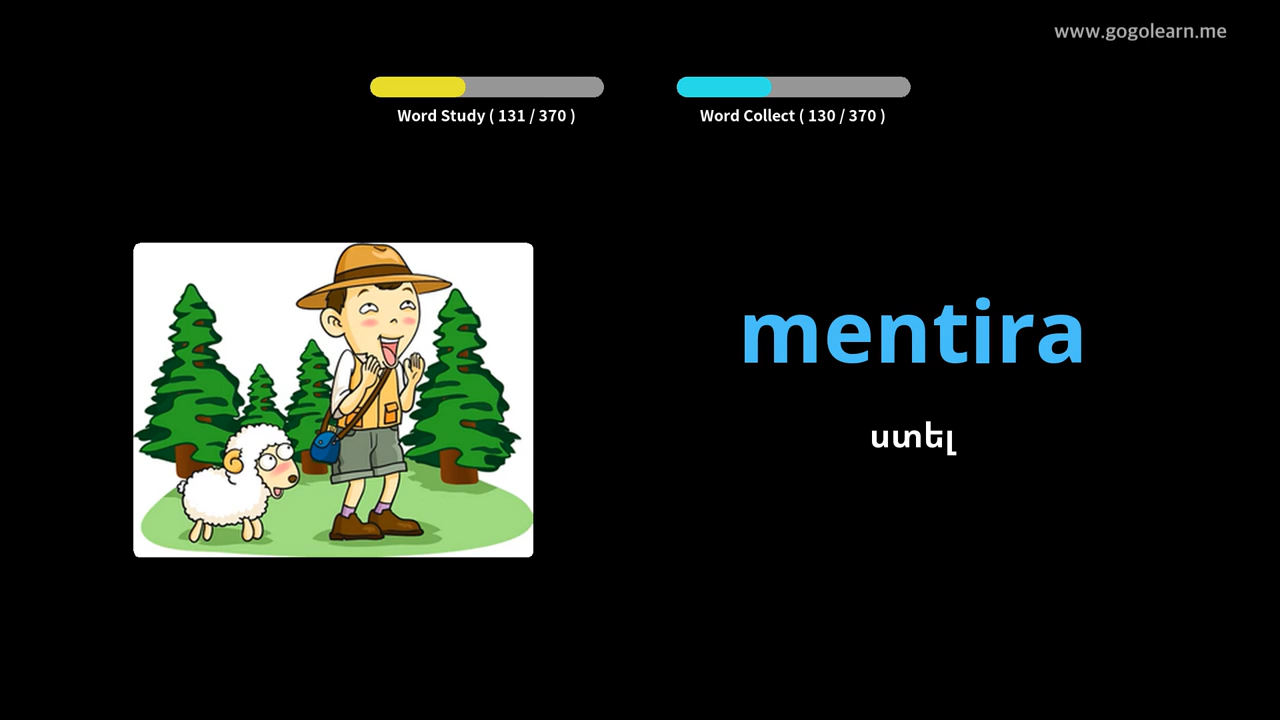 www.gogolearn.me
Word Study ( 131 / 370 )
Word Collect ( 130 / 370 )
mentira
ստել